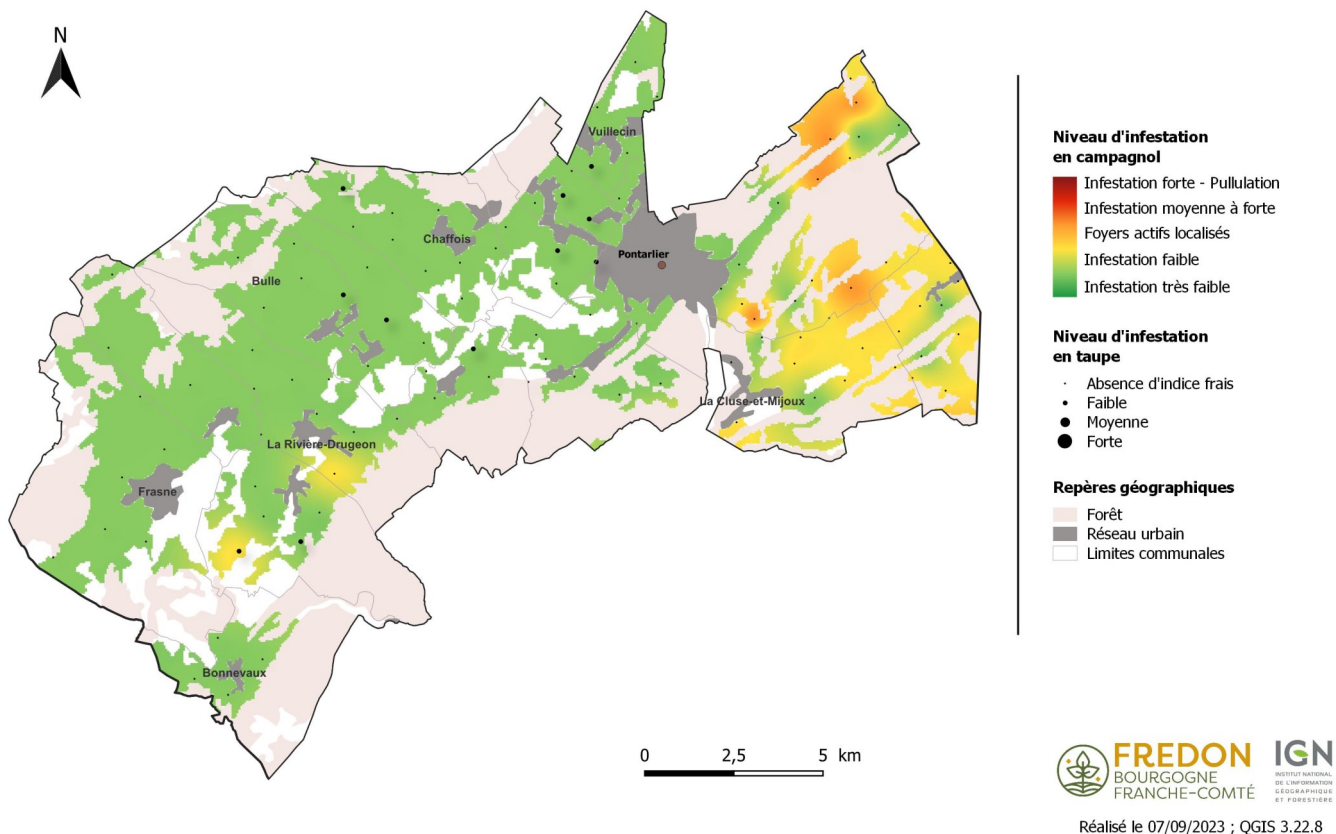 N
Vuillecin
Chaffois
Pontarlier
Bulle
La Cluse-et-Mijoux
La Rivière-Drugeon
Frasne
Bonnevaux
0 2,5 5 km
Niveau d'infestation
en campagnol
Infestation forte - Pullulation
Infestation moyenne à forte
Foyers actifs localisés
Infestation faible
Infestation très faible
Niveau d'infestation
en taupe
Absence d'indice frais
Faible
Moyenne
Forte
Repères géographiques
Forêt
Réseau urbain
Limites communales
FREDON
BOURGOGNE
FRANCHE-COMTÉ
IGN
INSTITUT NATIONAL
DE L'INFORMATION
GÉOGRAPHIQUE
ET FORESTIÈRE
Réalisé le 07/09/2023 ; QGIS 3.22.8